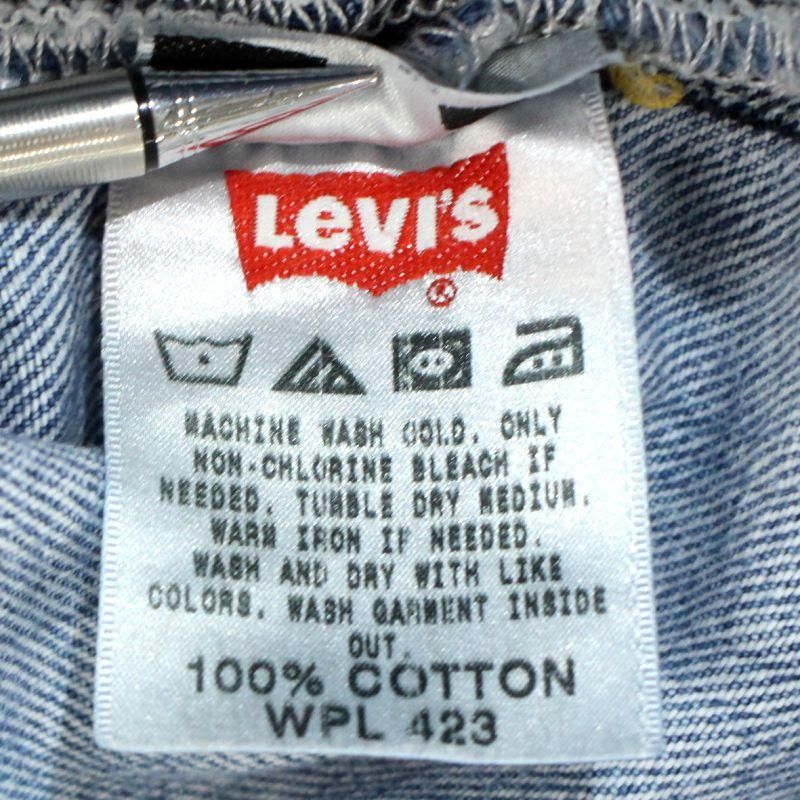 LEVI'S
®
MACHINE WASH COLD. ONLY
NON-CHLORINE BLEACH IF
NEEDED. TUMBLE DRY MEDIUM.
WARM IRON IF NEEDED.
WASH AND DRY WITH LIKE
COLORS. WASH GARMENT INSIDE
OUT.
100% COTTON
WPL 423